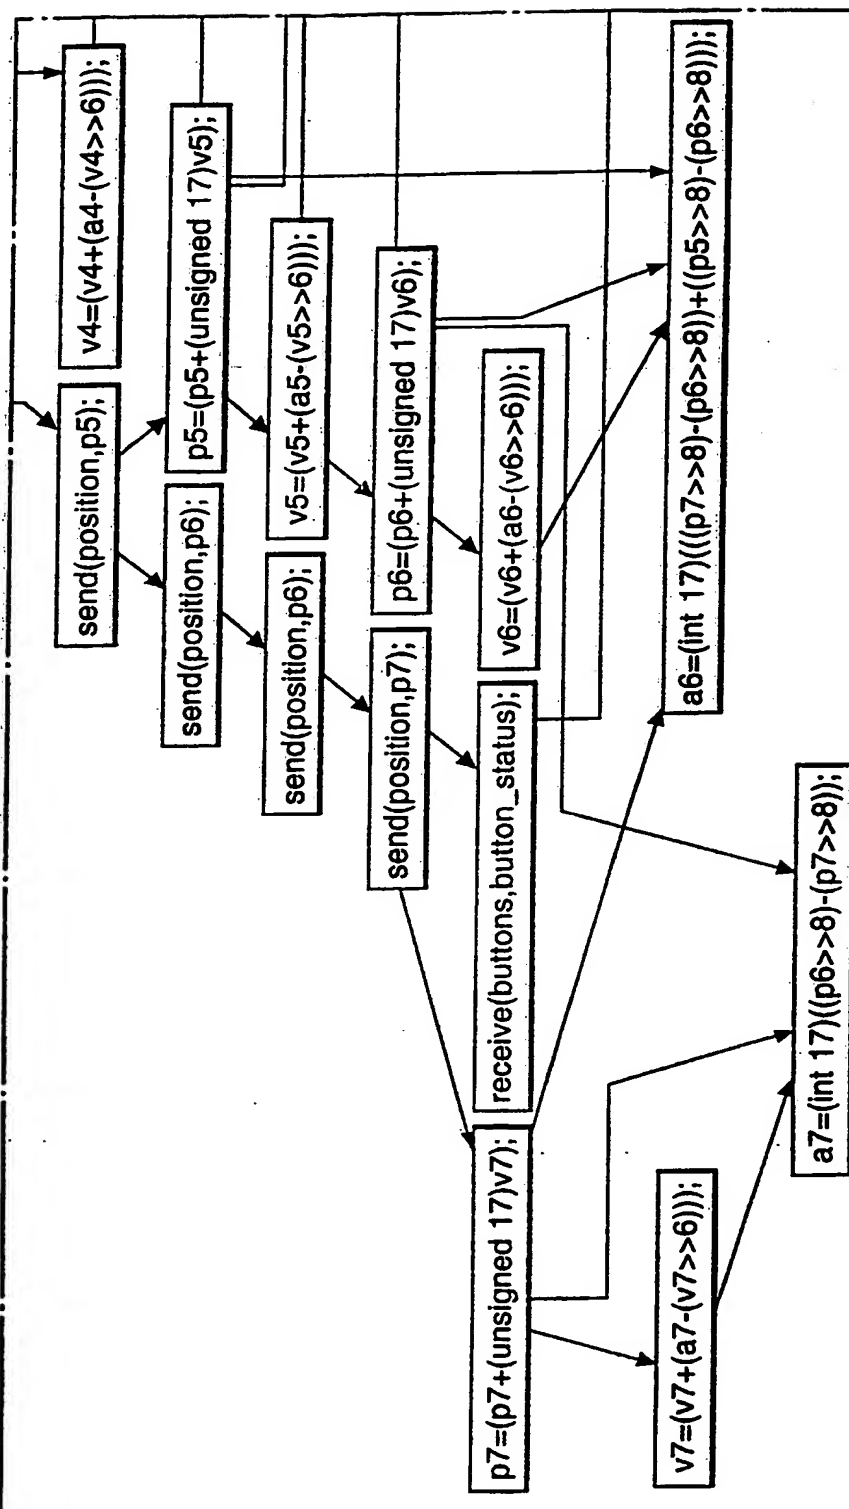 v4=(v4+(a4-(v4>>6)));
send(position,p5);
p5=(p5+(unsigned 17)v5);
send(position,p6);
v5=(v5+(a5-(v5>>6)));
send(position,p6);
p6=(p6+(unsigned 17)v6);
send(position,p7);
v6=(v6+(a6-(v6>>6)));
receive(buttons,button_status);
p7=(p7+(unsigned 17)v7);
a6=(int 17)(((p7>>8)-(p6>>8))+((p5>>8)-(p6>>8)));
v7=(v7+(a7-(v7>>6)));
a7=(int 17)((p6>>8)-(p7>>8));